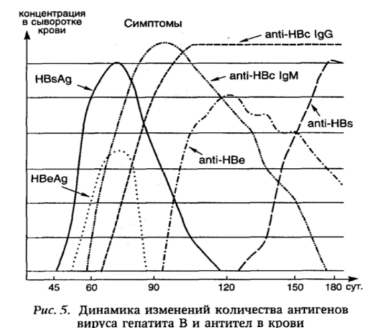 концентрация
в сыворотке
крови
Симптомы
anti-HBc IgG
HBsAg
anti-HBc IgM
anti-HBs
anti-HBe
HBeAg
45 60 90 120 150 180 сут.
Рис. 5. Динамика изменений количества антигенов
вируса гепатита В и антител в крови